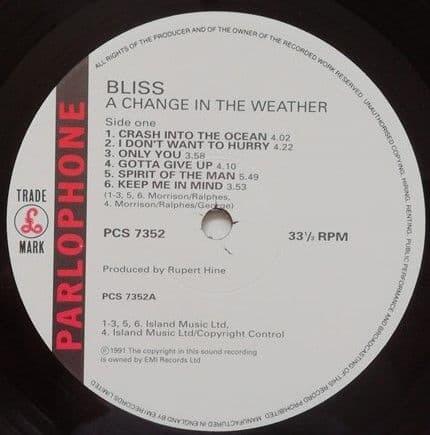 ALL RIGHTS OF THE PRODUCER AND OF THE OWNER OF THE RECORDED WORK RESERVED. UNAUTHORISED COPYING, HIRING, RENTING, PUBLIC PERFORMANCE AND BROADCASTING OF THIS RECORD PROHIBITED. MANUFACTURED IN ENGLAND BY EMI RECORDS LIMITED
BLISS
A CHANGE IN THE WEATHER
Side one
1. CRASH INTO THE OCEAN 4.02
2. I DON'T WANT TO HURRY 4.22
3. ONLY YOU 3.58
4. GOTTA GIVE UP 4.10
5. SPIRIT OF THE MAN 5.49
6. KEEP ME IN MIND 3.53
(1-3, 5, 6. Morrison/Ralphes,
4. Morrison/Ralphes/George)
TRADE
£
MARK
PARLOPHONE
PCS 7352
33⅓ RPM
Produced by Rupert Hine
PCS 7352A
1-3, 5, 6. Island Music Ltd,
4. Island Music Ltd/Copyright Control
℗1991 The copyright in this sound recording
is owned by EMI Records Ltd